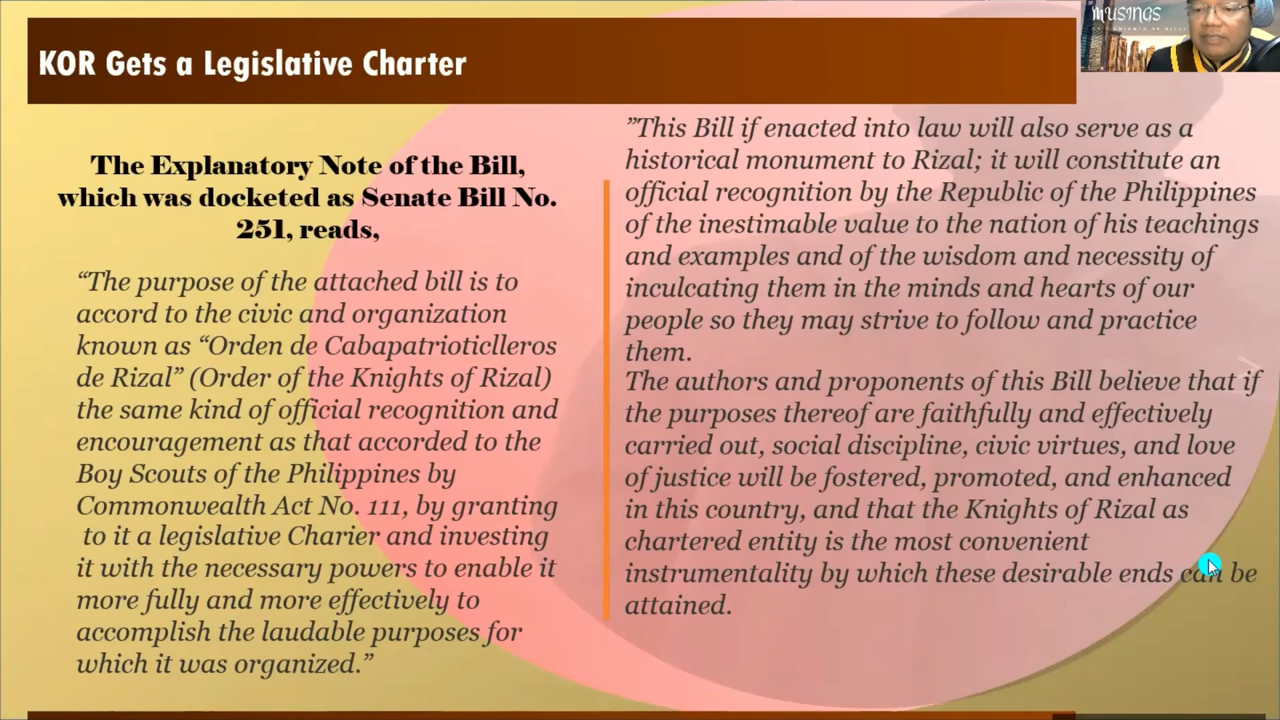 KOR Gets a Legislative Charter
MUSINGS
The Explanatory Note of the Bill,
which was docketed as Senate Bill No.
251, reads,
“The purpose of the attached bill is to
accord to the civic and organization
known as “Orden de Cabapatrioticlleros
de Rizal” (Order of the Knights of Rizal)
the same kind of official recognition and
encouragement as that accorded to the
Boy Scouts of the Philippines by
Commonwealth Act No. 111, by granting
to it a legislative Charier and investing
it with the necessary powers to enable it
more fully and more effectively to
accomplish the laudable purposes for
which it was organized.”
”This Bill if enacted into law will also serve as a
historical monument to Rizal; it will constitute an
official recognition by the Republic of the Philippines
of the inestimable value to the nation of his teachings
and examples and of the wisdom and necessity of
inculcating them in the minds and hearts of our
people so they may strive to follow and practice
them.
The authors and proponents of this Bill believe that if
the purposes thereof are faithfully and effectively
carried out, social discipline, civic virtues, and love
of justice will be fostered, promoted, and enhanced
in this country, and that the Knights of Rizal as
chartered entity is the most convenient
instrumentality by which these desirable ends can be
attained.